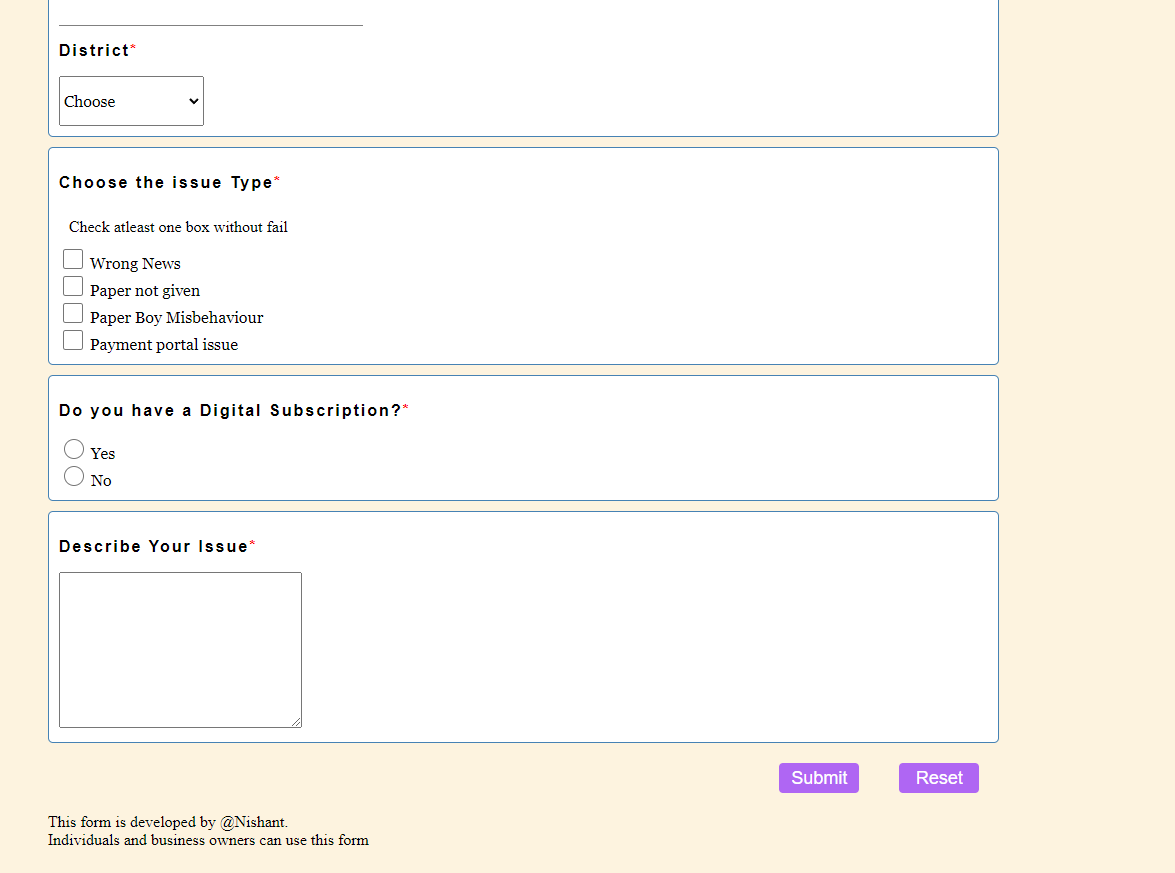 District*
Choose
Choose the issue Type*
Check atleast one box without fail
Wrong News
Paper not given
Paper Boy Misbehaviour
Payment portal issue
Do you have a Digital Subscription?*
Yes
No
Describe Your Issue*
Submit Reset
This form is developed by @Nishant.
Individuals and business owners can use this form